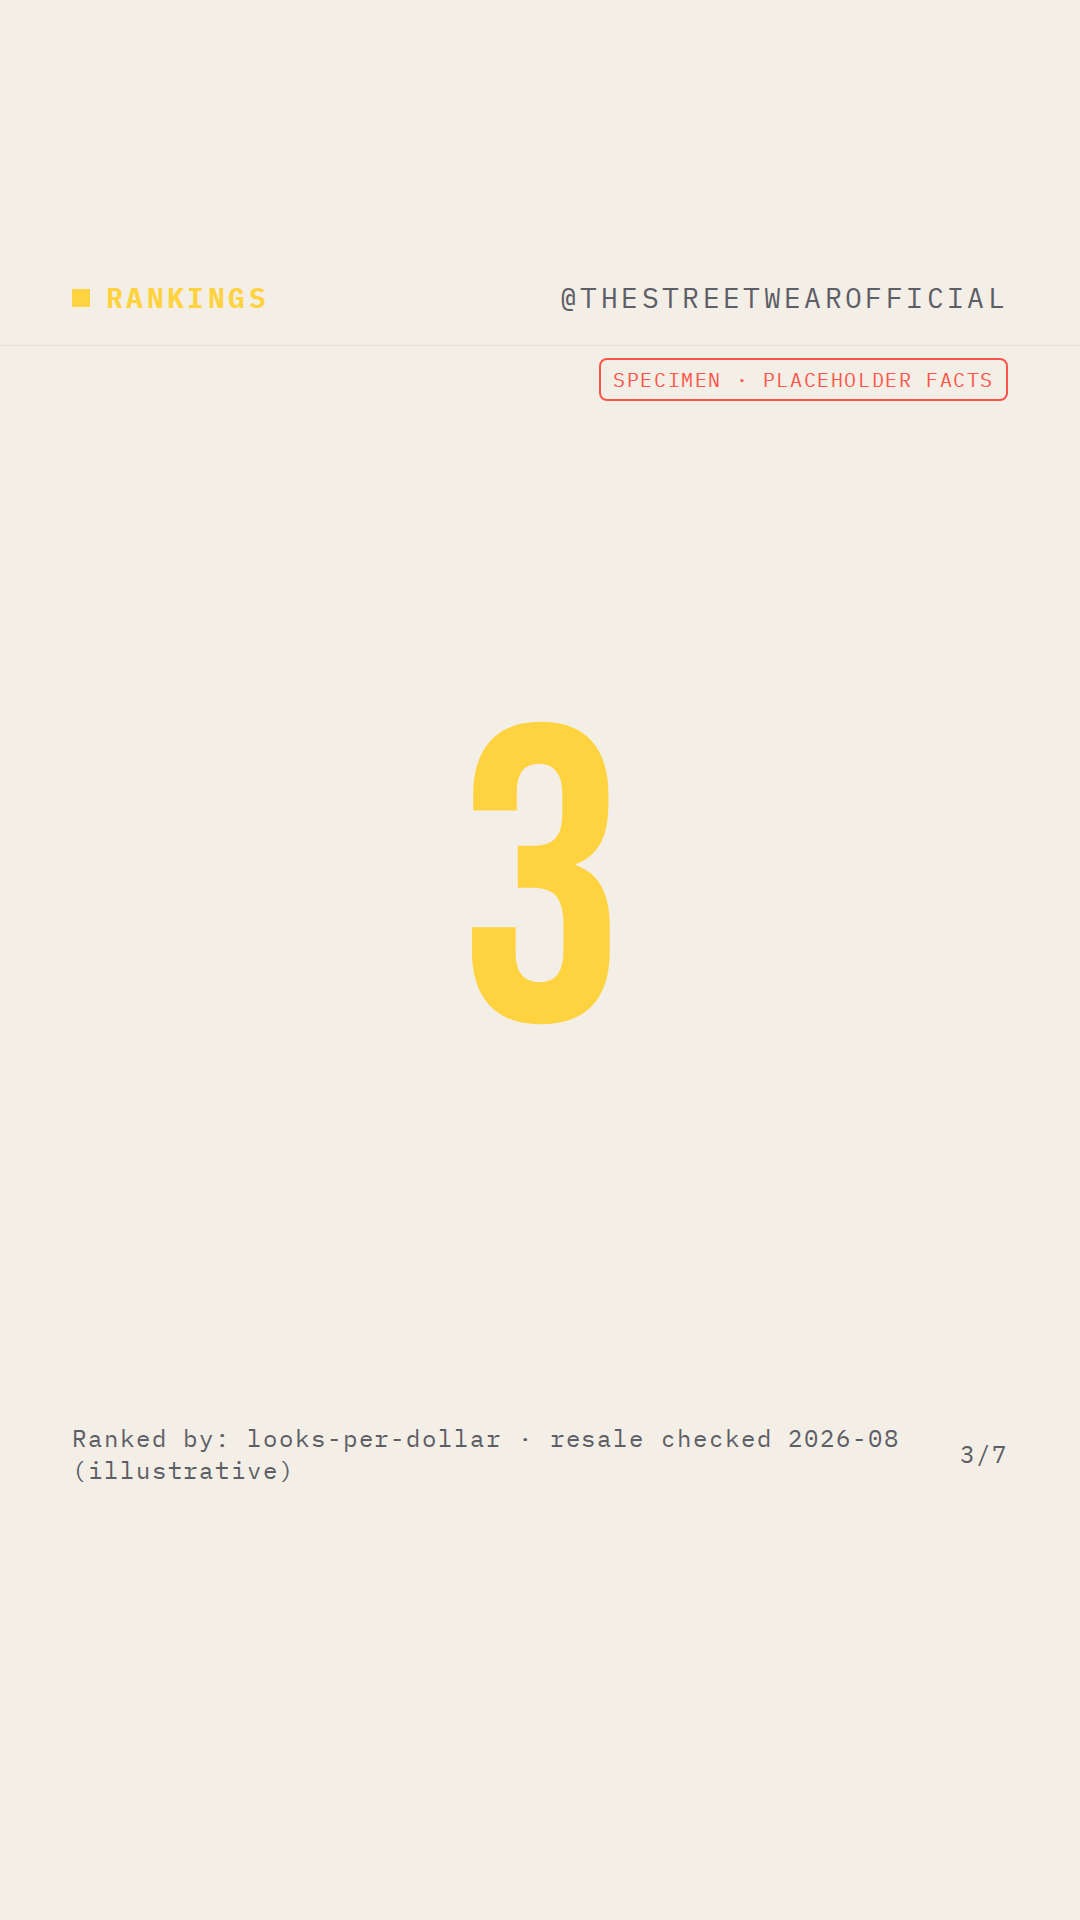 RANKINGS
@THESTREETWEAROFFICIAL
SPECIMEN · PLACEHOLDER FACTS
3
Ranked by: looks-per-dollar · resale checked 2026-08
(illustrative)
3/7